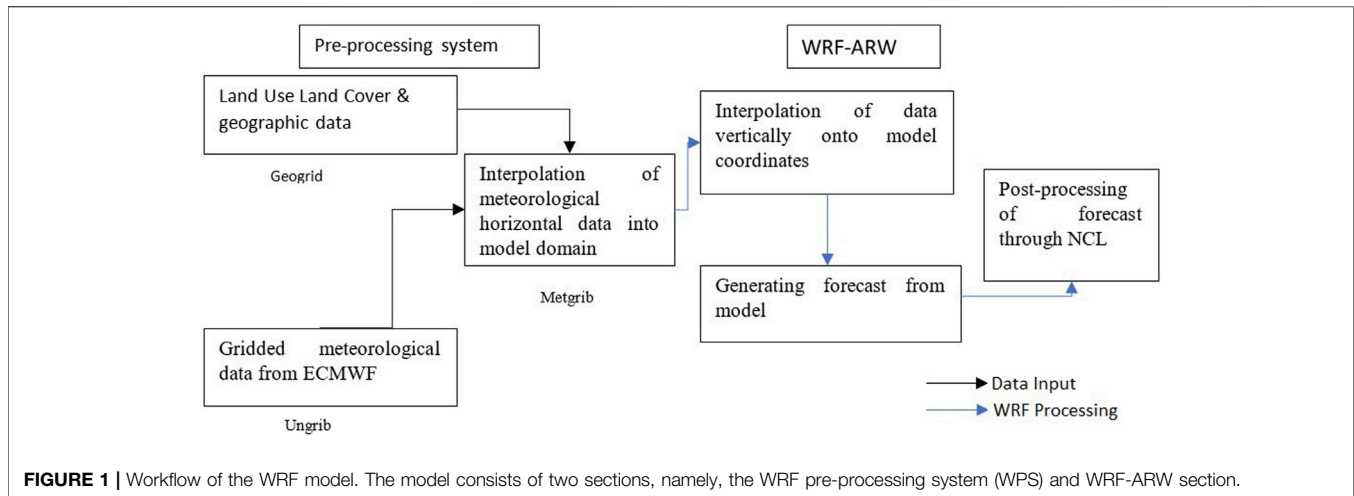 Pre-processing system
WRF-ARW
Land Use Land Cover &
geographic data
Geogrid
Interpolation of
meteorological
horizontal data into
model domain
Metgrib
Gridded meteorological
data from ECMWF
Ungrib
Interpolation of data
vertically onto model
coordinates
Generating forecast from
model
Post-processing
of forecast
through NCL
Data Input
WRF Processing
FIGURE 1 | Workflow of the WRF model. The model consists of two sections, namely, the WRF pre-processing system (WPS) and WRF-ARW section.